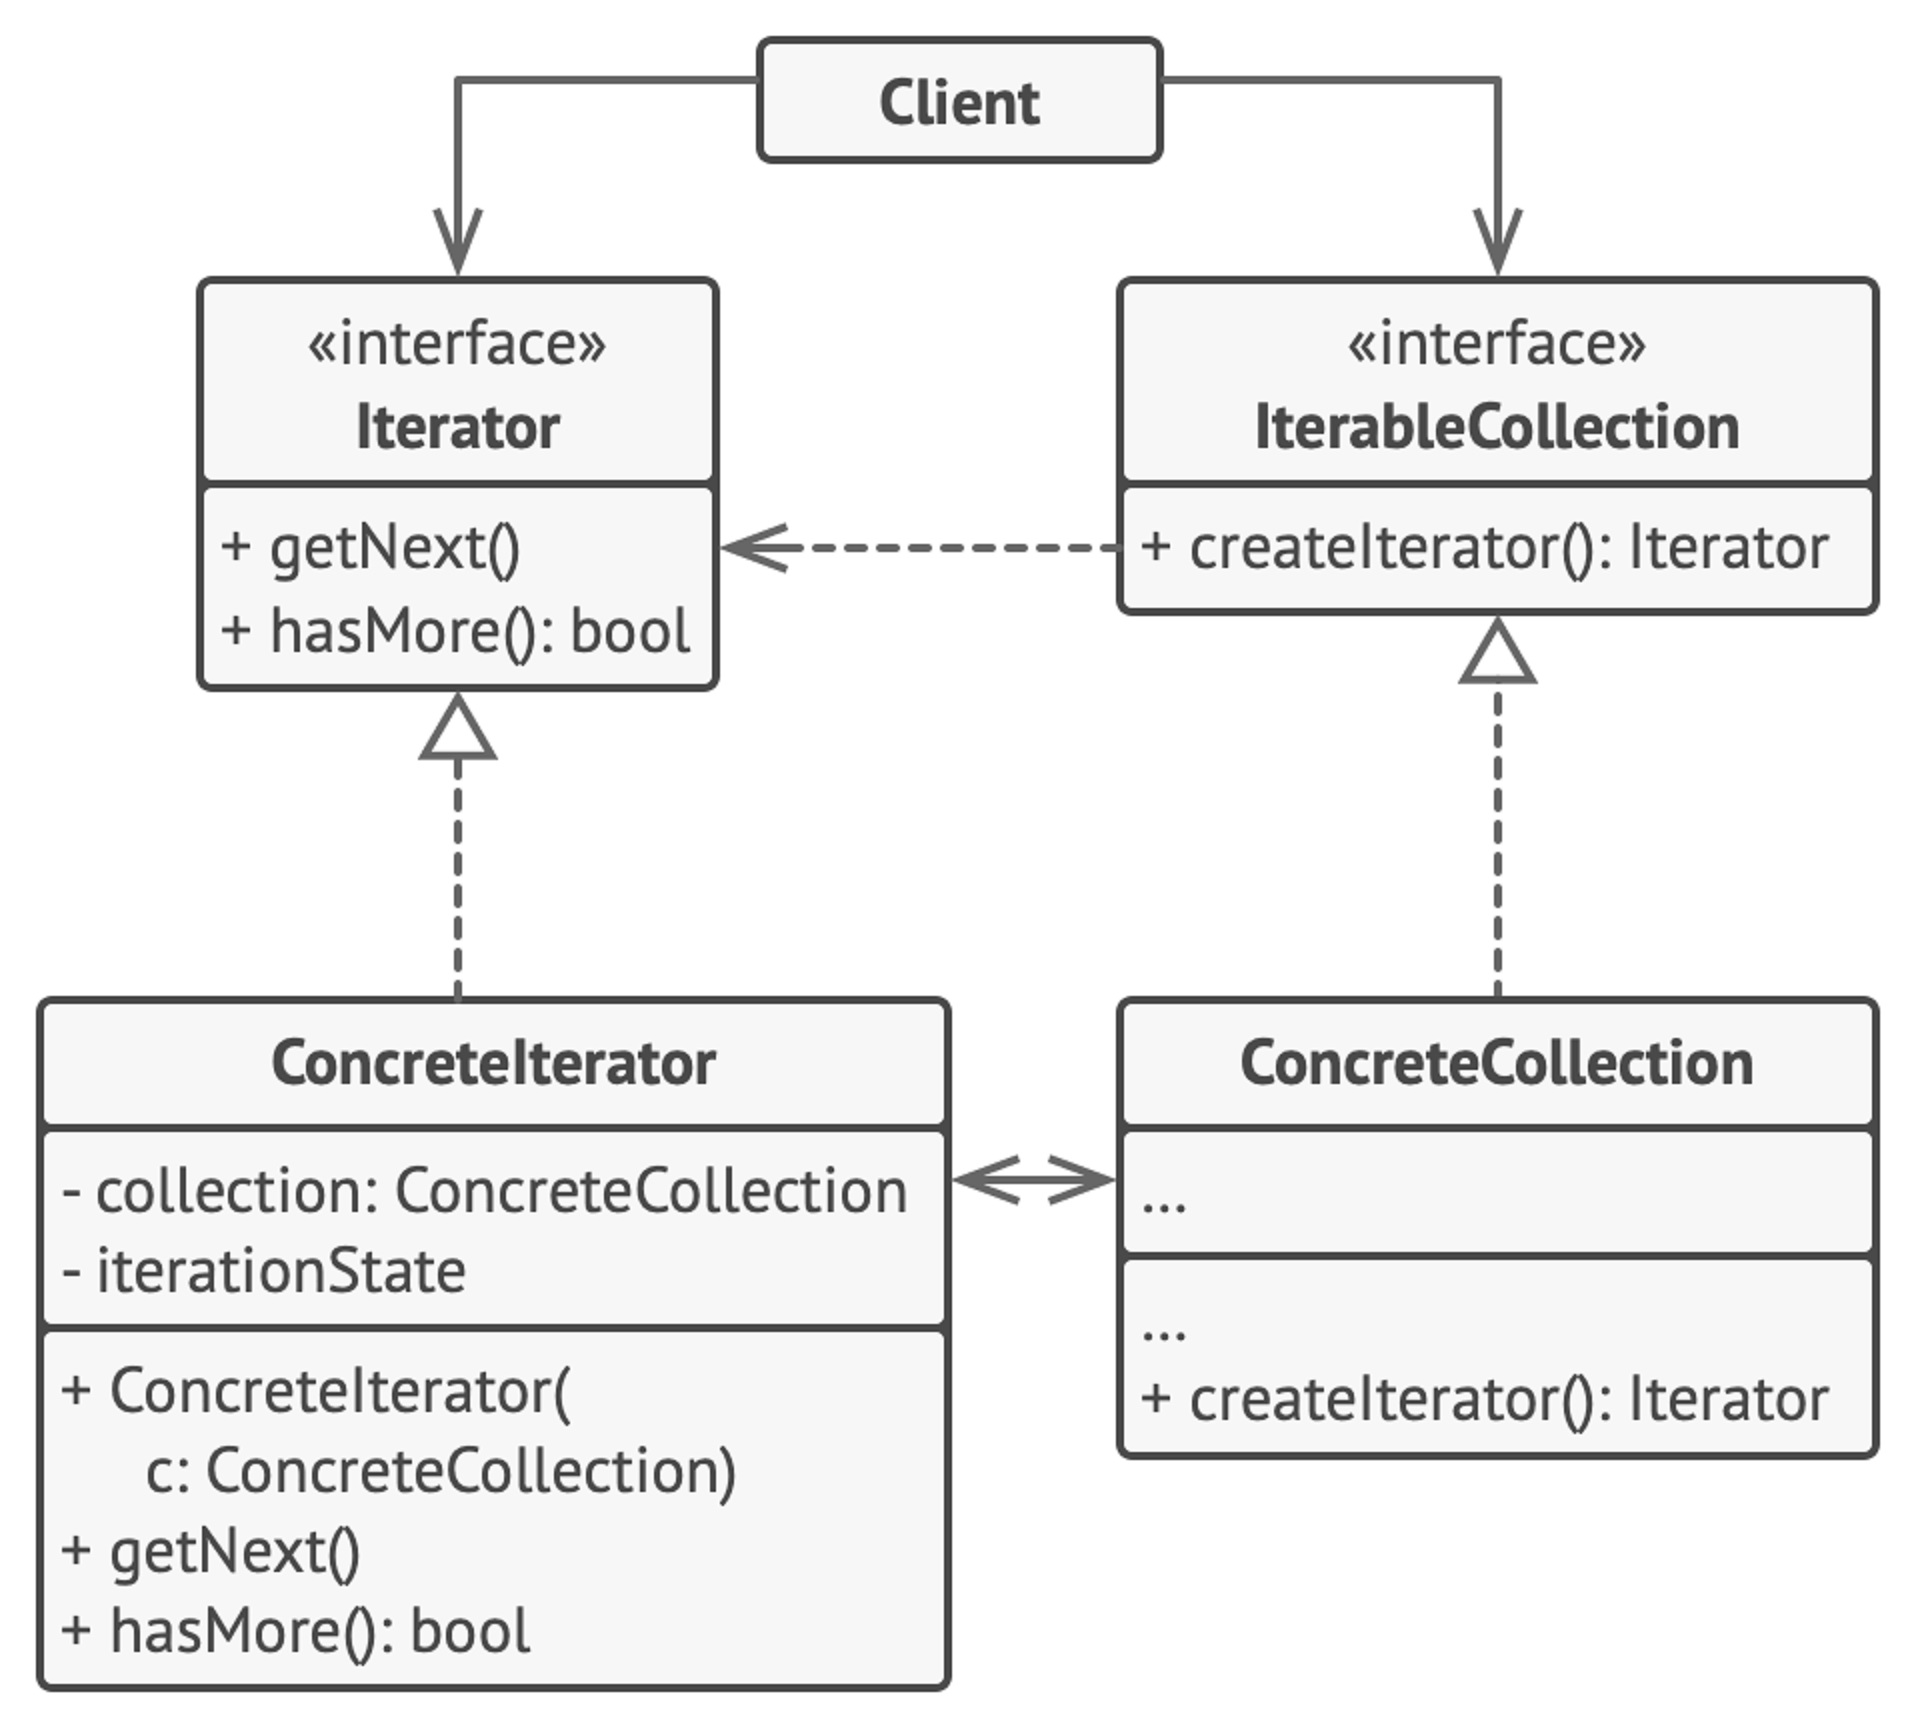 Client
«interface»
Iterator
+ getNext()
+ hasMore(): bool
«interface»
IterableCollection
+ createIterator(): Iterator
ConcreteIterator
- collection: ConcreteCollection
- iterationState
+ ConcreteIterator(
c: ConcreteCollection)
+ getNext()
+ hasMore(): bool
ConcreteCollection
...
...
+ createIterator(): Iterator